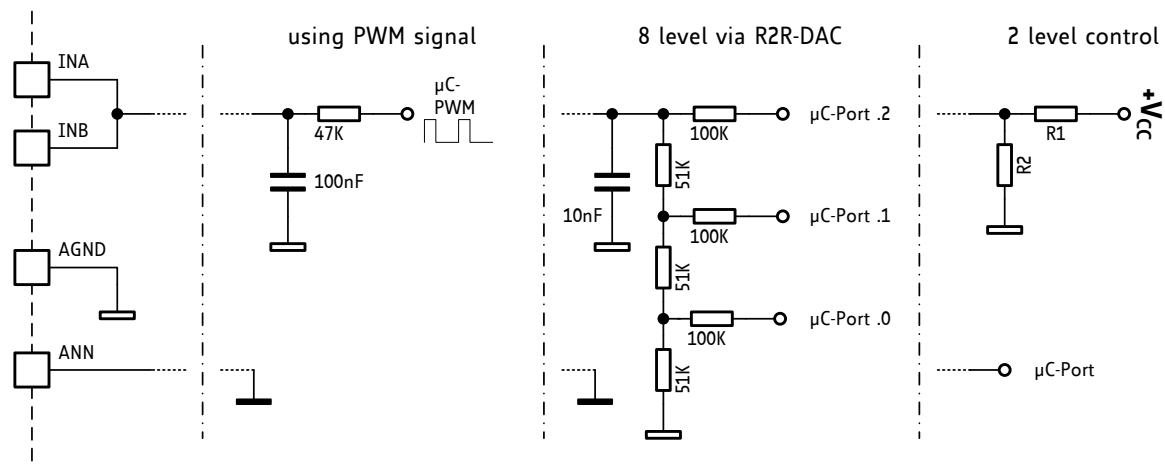 using PWM signal
8 level via R2R-DAC
2 level control
INA
INB
AGND
ANN
µC-
PWM
47K
100nF
100K
µC-Port .2
51K
10nF
100K
µC-Port .1
51K
100K
µC-Port .0
51K
+VCC
R1
R2
µC-Port